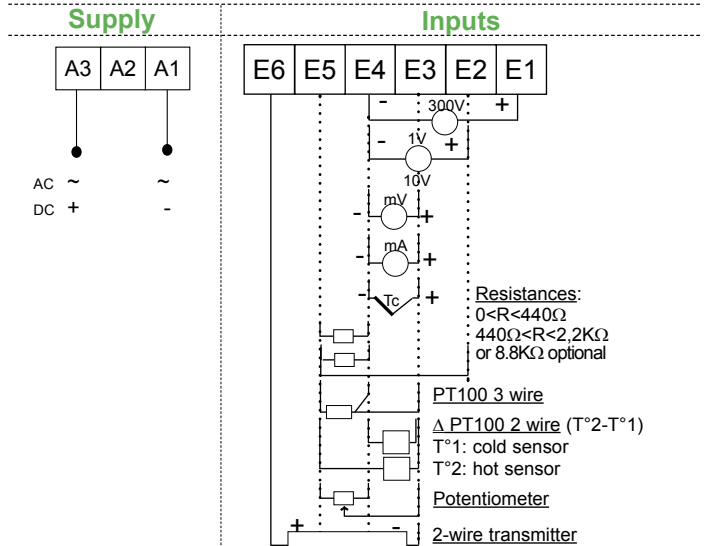 Supply
Inputs
A3 A2 A1
E6 E5 E4 E3 E2 E1
- 300V +
- 1V +
10V
mV
- +
mA
- +
- Tc +
AC ~ ~
DC + -
Resistances:
0<R<440Ω
440Ω<R<2,2KΩ
or 8.8KΩ optional
PT100 3 wire
Δ PT100 2 wire (T°2-T°1)
T°1: cold sensor
T°2: hot sensor
Potentiometer
+ - 2-wire transmitter